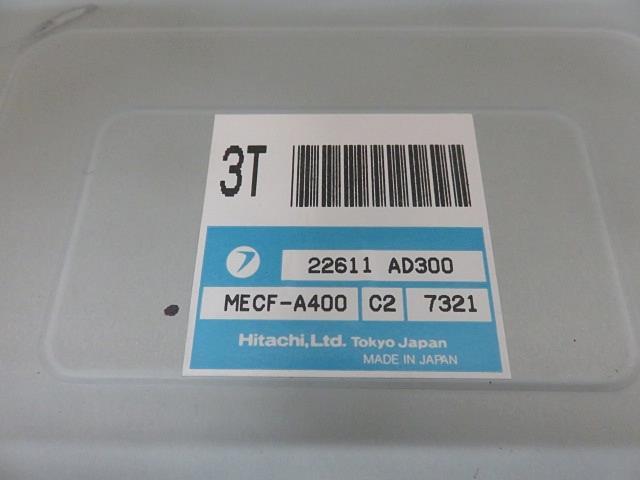 3T
22611 AD300
MECF-A400 C2 7321
Hitachi,Ltd. Tokyo Japan
MADE IN JAPAN